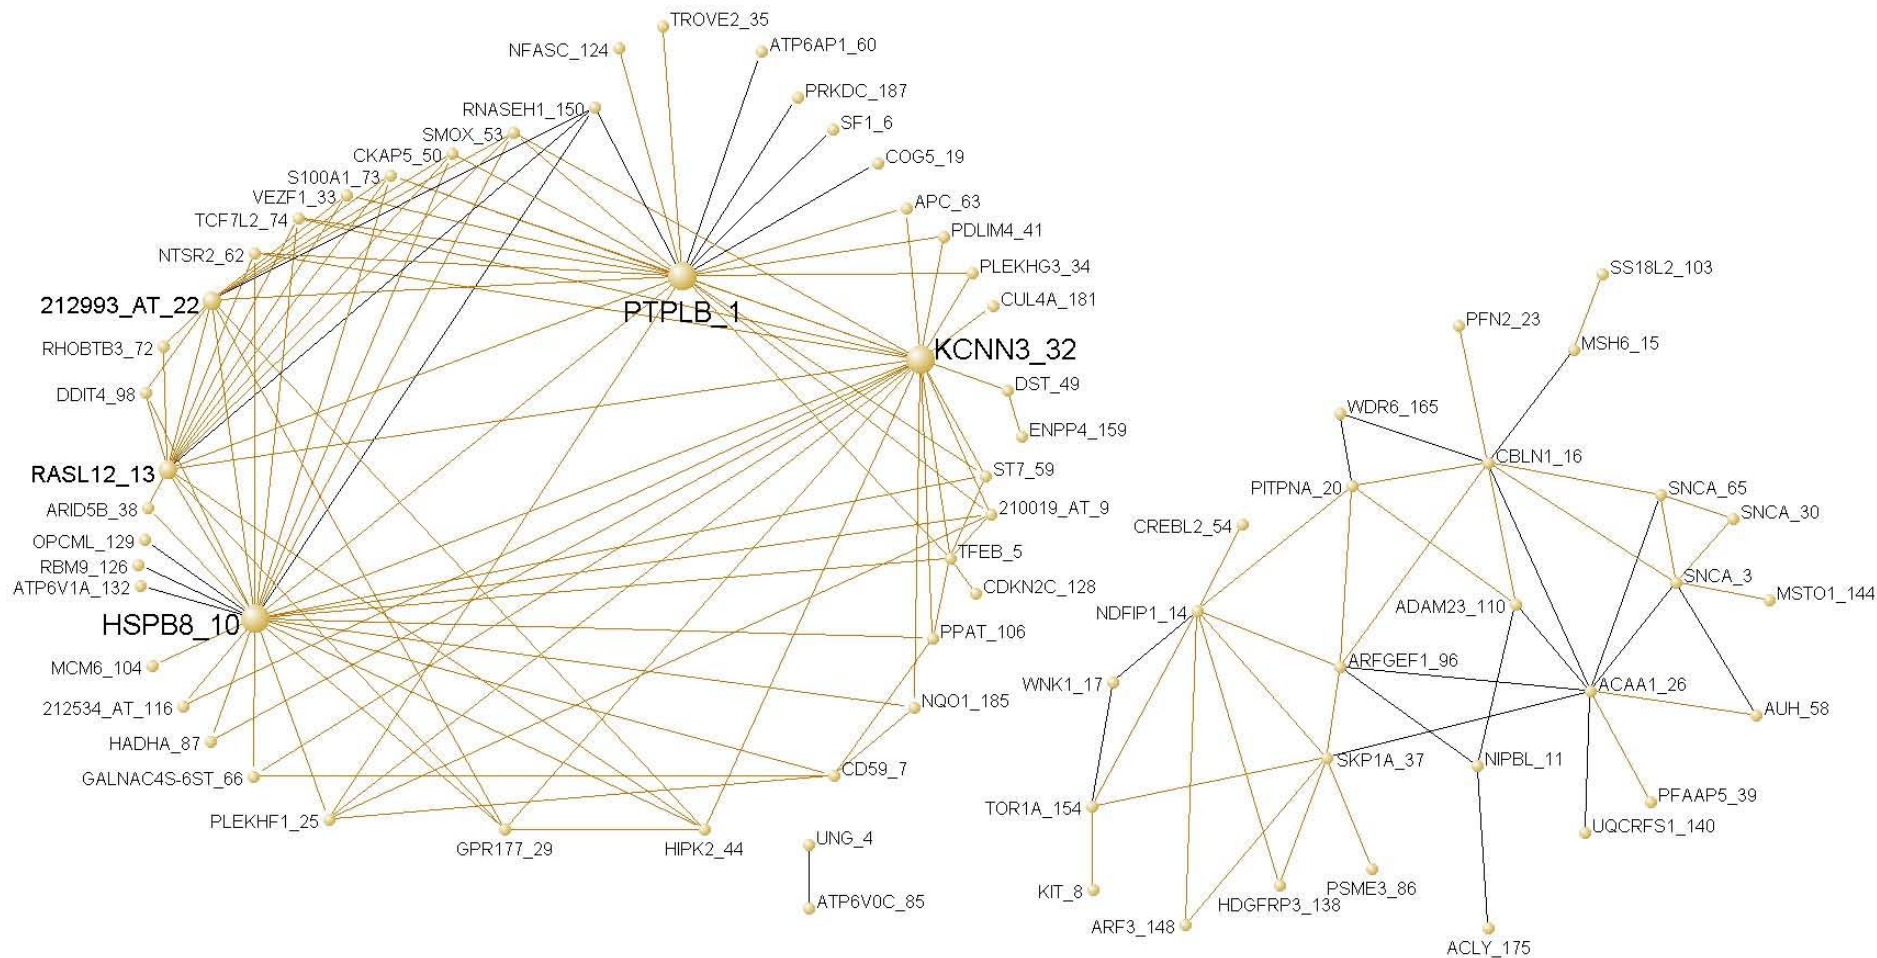 TROVE2_35
NFASC_124
ATP6AP1_60
PRKDC_187
RNASEH1_150
SF1_6
SMOX_53
CKAP5_50
COG5_19
S100A1_73
VEZF1_33
TCF7L2_74
APC_63
PDLIM4_41
NTSR2_62
PLEKHG3_34
212993_AT_22
PTPLB_1
CUL4A_181
KCNN3_32
RHOBTB3_72
DDIT4_98
DST_49
ENPP4_159
RASL12_13
ST7_59
ARID5B_38
210019_AT_9
OPCML_129
TFEB_5
RBM9_126
ATP6V1A_132
CDKN2C_128
HSPB8_10
PPAT_106
MCM6_104
212534_AT_116
NQO1_185
HADHA_87
GALNAC4S-6ST_66
CD59_7
PLEKHF1_25
GPR177_29
HIPK2_44
UNG_4
ATP6V0C_85
SS18L2_103
PFN2_23
MSH6_15
WDR6_165
CBLN1_16
PITPNA_20
SNCA_65
SNCA_30
CREBL2_54
SNCA_3
MSTO1_144
NDFIP1_14
ADAM23_110
ARFGEF1_96
WNK1_17
ACAA1_26
AUH_58
SKP1A_37
NIPBL_11
TOR1A_154
PFAAP5_39
UQCRFS1_140
KIT_8
PSME3_86
HDGFRP3_138
ARF3_148
ACLY_175